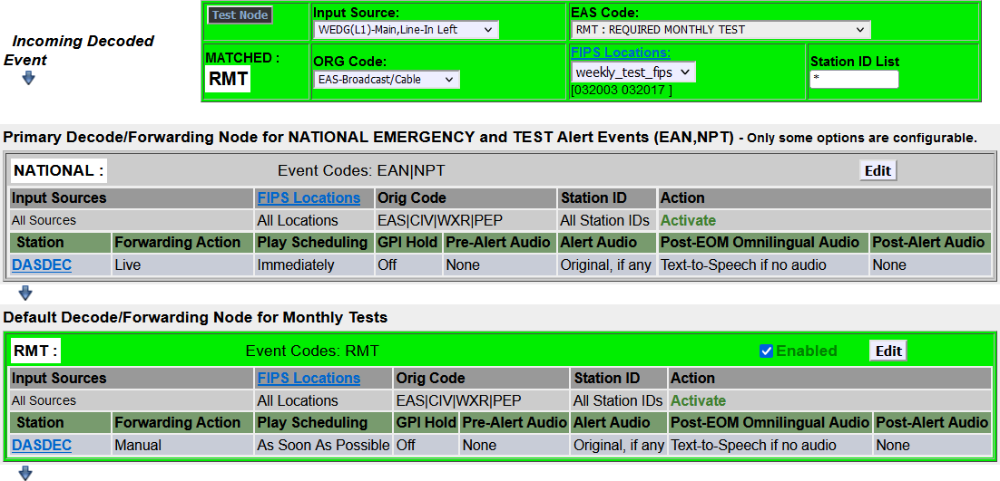 Incoming Decoded
Event
Test Node
Input Source:
WEDG(L1)-Main,Line-In Left
EAS Code:
RMT : REQUIRED MONTHLY TEST
MATCHED :
RMT
ORG Code:
EAS-Broadcast/Cable
FIPS Locations:
weekly_test_fips
[032003 032017 ]
Station ID List
*
Primary Decode/Forwarding Node for NATIONAL EMERGENCY and TEST Alert Events (EAN,NPT) - Only some options are configurable.
NATIONAL : Event Codes: EAN|NPT Edit
Input Sources FIPS Locations Orig Code Station ID Action
All Sources All Locations EAS|CIV|WXR|PEP All Station IDs Activate
Station Forwarding Action Play Scheduling GPI Hold Pre-Alert Audio Alert Audio Post-EOM Omnilingual Audio Post-Alert Audio
DASDEC Live Immediately Off None Original, if any Text-to-Speech if no audio None
Default Decode/Forwarding Node for Monthly Tests
RMT : Event Codes: RMT Enabled Edit
Input Sources FIPS Locations Orig Code Station ID Action
All Sources All Locations EAS|CIV|WXR|PEP All Station IDs Activate
Station Forwarding Action Play Scheduling GPI Hold Pre-Alert Audio Alert Audio Post-EOM Omnilingual Audio Post-Alert Audio
DASDEC Manual As Soon As Possible Off None Original, if any Text-to-Speech if no audio None